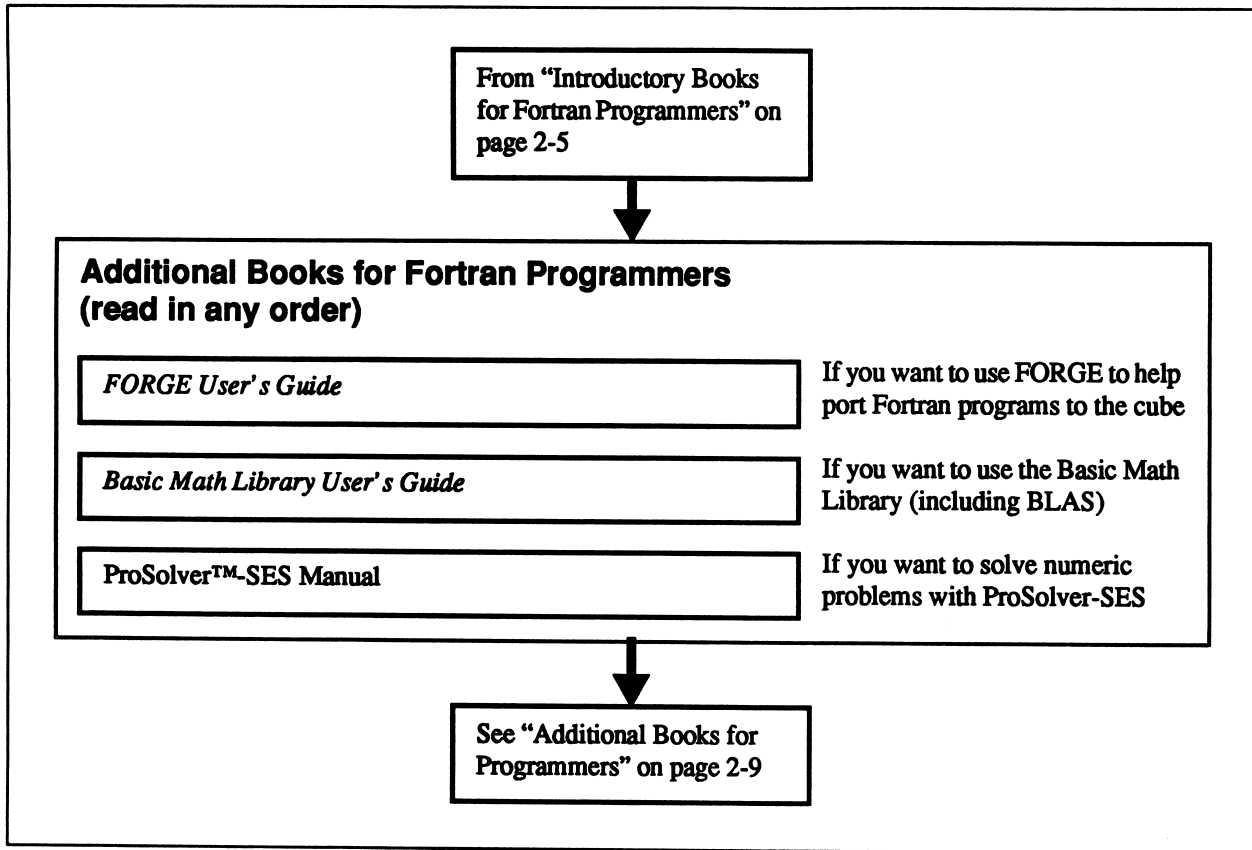 From “Introductory Books
for Fortran Programmers” on
page 2-5
Additional Books for Fortran Programmers
(read in any order)
FORGE User’s Guide
If you want to use FORGE to help
port Fortran programs to the cube
Basic Math Library User’s Guide
If you want to use the Basic Math
Library (including BLAS)
ProSolver™-SES Manual
If you want to solve numeric
problems with ProSolver-SES
See “Additional Books for
Programmers” on page 2-9